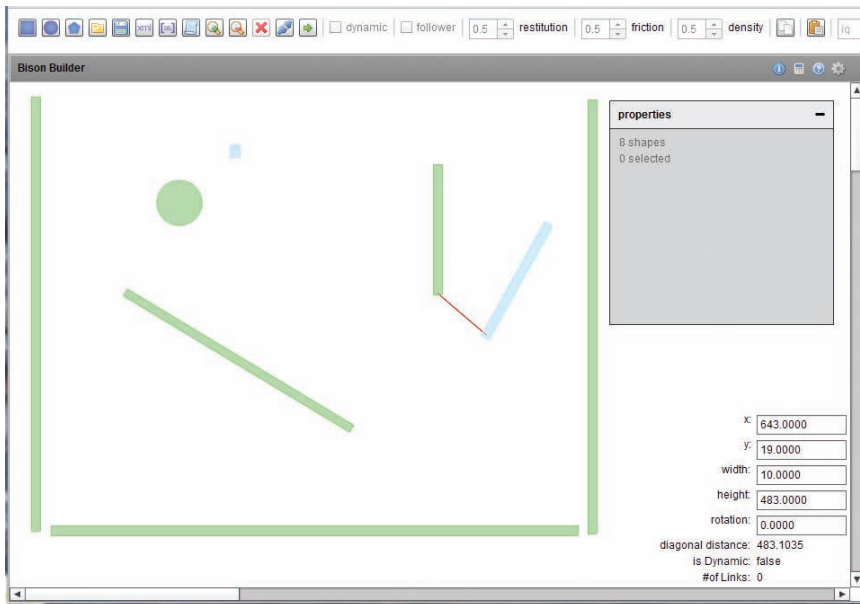 xml
dynamic follower 0.5 restitution 0.5 friction 0.5 density iq
Bison Builder
properties
8 shapes
0 selected
x: 643.0000
y: 19.0000
width: 10.0000
height: 483.0000
rotation: 0.0000
diagonal distance: 483.1035
is Dynamic: false
#of Links: 0